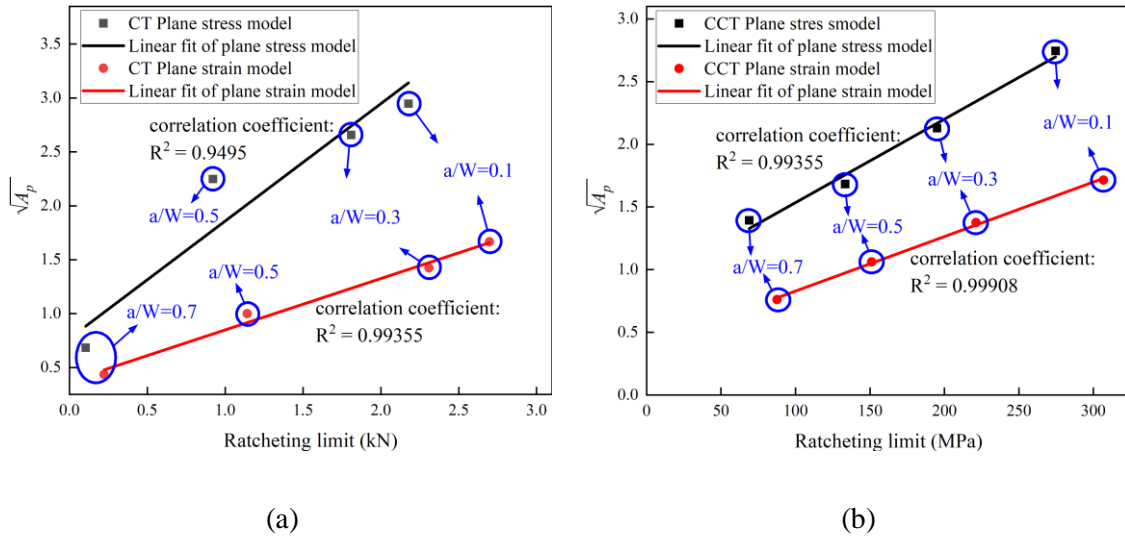 (a)
CT Plane stress model
Linear fit of plane stress model
CT Plane strain model
Linear fit of plane strain model
correlation coefficient:
R² = 0.9495
a/W=0.1
a/W=0.5
a/W=0.3
a/W=0.5
a/W=0.7
correlation coefficient:
R² = 0.99355
√Ap
3.5
3.0
2.5
2.0
1.5
1.0
0.5
0.0 0.5 1.0 1.5 2.0 2.5 3.0
Ratcheting limit (kN)
(b)
CCT Plane stres smodel
Linear fit of plane stress model
CCT Plane strain model
Linear fit of plane strain model
correlation coefficient:
R² = 0.99355
a/W=0.1
a/W=0.3
a/W=0.5
a/W=0.7
correlation coefficient:
R² = 0.99908
√Ap
3.0
2.5
2.0
1.5
1.0
0.5
0.0
0 50 100 150 200 250 300
Ratcheting limit (MPa)
(a)
(b)